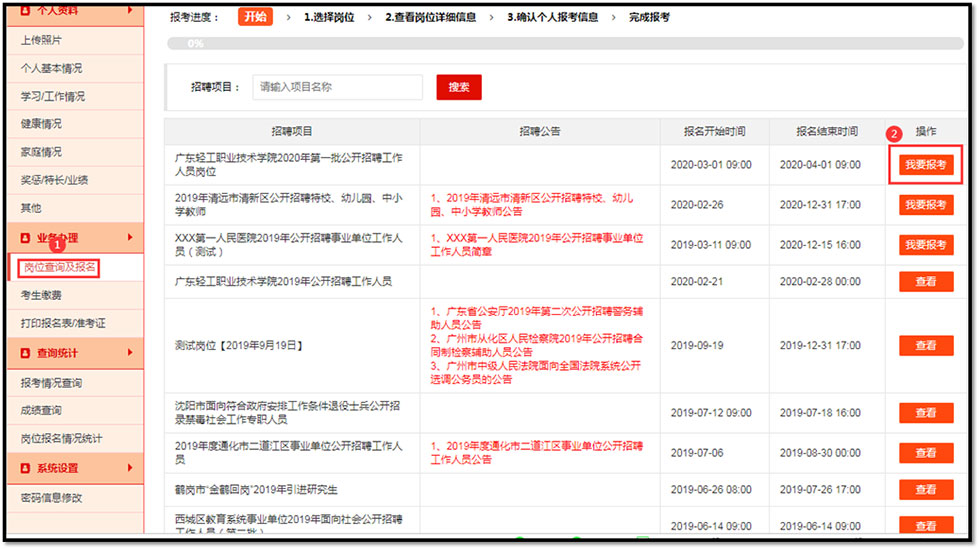 个人资料
上传照片
个人基本情况
学习/工作情况
健康情况
家庭情况
奖惩/特长/业绩
其他
业务办理
1
岗位查询及报名
考生缴费
打印报名表/准考证
查询统计
报考情况查询
成绩查询
岗位报名情况统计
系统设置
密码信息修改
报考进度： 开始 > 1.选择岗位 > 2.查看岗位详细信息 > 3.确认个人报考信息 > 完成报考
0%
招聘项目： 请输入项目名称 搜索
招聘项目 招聘公告 报名开始时间 报名结束时间 2 操作
广东轻工职业技术学院2020年第一批公开招聘工作
人员岗位
2020-03-01 09:00 2020-04-01 09:00 我要报考
2019年清远市清新区公开招聘特校、幼儿园、中小
学教师
1、2019年清远市清新区公开招聘特校、幼儿
园、中小学教师公告
2020-02-26 2020-12-31 17:00 我要报考
XXX第一人民医院2019年公开招聘事业单位工作人
员（测试）
1、XXX第一人民医院2019年公开招聘事业单位
工作人员简章
2019-03-11 09:00 2020-12-15 16:00 我要报考
广东轻工职业技术学院2019年公开招聘工作人员 2020-02-21 2020-02-28 00:00 查看
测试岗位【2019年9月19日】
1、广东省公安厅2019年第二次公开招聘警务辅
助人员公告
2、广州市从化区人民检察院2019年公开招聘合
同制检察辅助人员公告
3、广州市中级人民法院面向全国法院系统公开
选调公务员的公告
2019-09-19 2019-12-31 17:00 查看
沈阳市面向符合政府安排工作条件退役士兵公开招
录禁毒社会工作专职人员
2019-07-12 09:00 2019-07-18 16:00 查看
2019年度通化市二道江区事业单位公开招聘工作人
员
1、2019年度通化市二道江区事业单位公开招聘
工作人员公告
2019-07-06 2019-08-30 00:00 查看
鹤岗市“金鹤回岗”2019年引进研究生 2019-06-26 08:00 2019-07-26 17:00 查看
西城区教育系统事业单位2019年面向社会公开招聘
工作人员（第二批）
2019-06-14 09:00 2019-06-14 09:00 查看